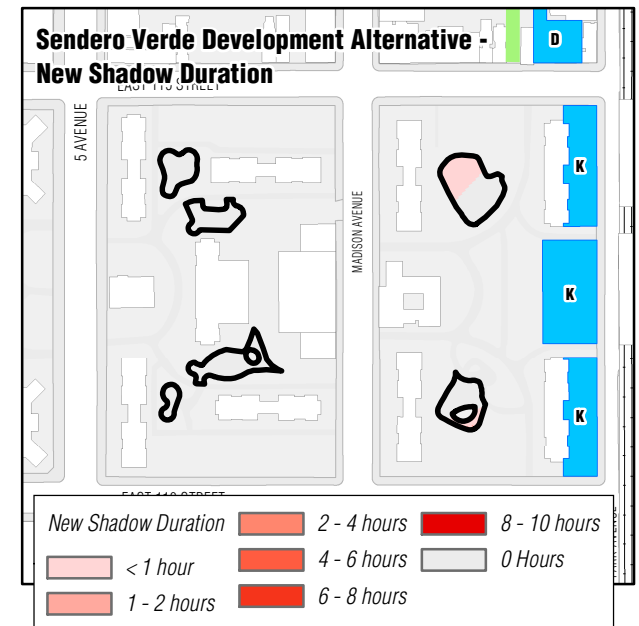 Sendero Verde Development Alternative -
New Shadow Duration
D
5 AVENUE
MADISON AVENUE
K
K
K
New Shadow Duration
< 1 hour
1 - 2 hours
2 - 4 hours
4 - 6 hours
6 - 8 hours
8 - 10 hours
0 Hours